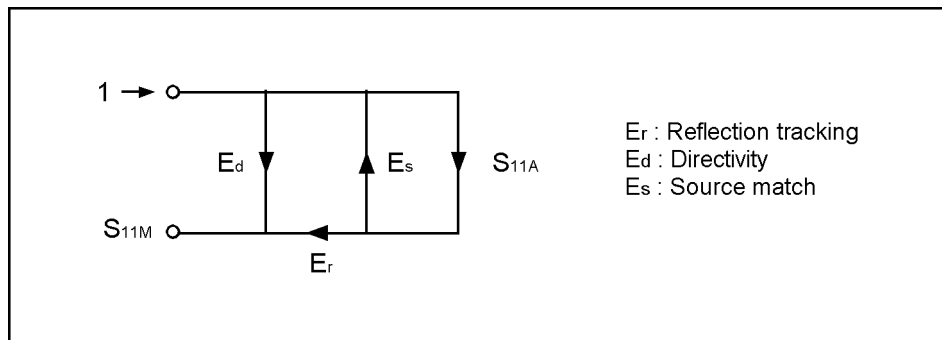 1
Ed
Es
S11A
S11M
Er
Er : Reflection tracking
Ed : Directivity
Es : Source match